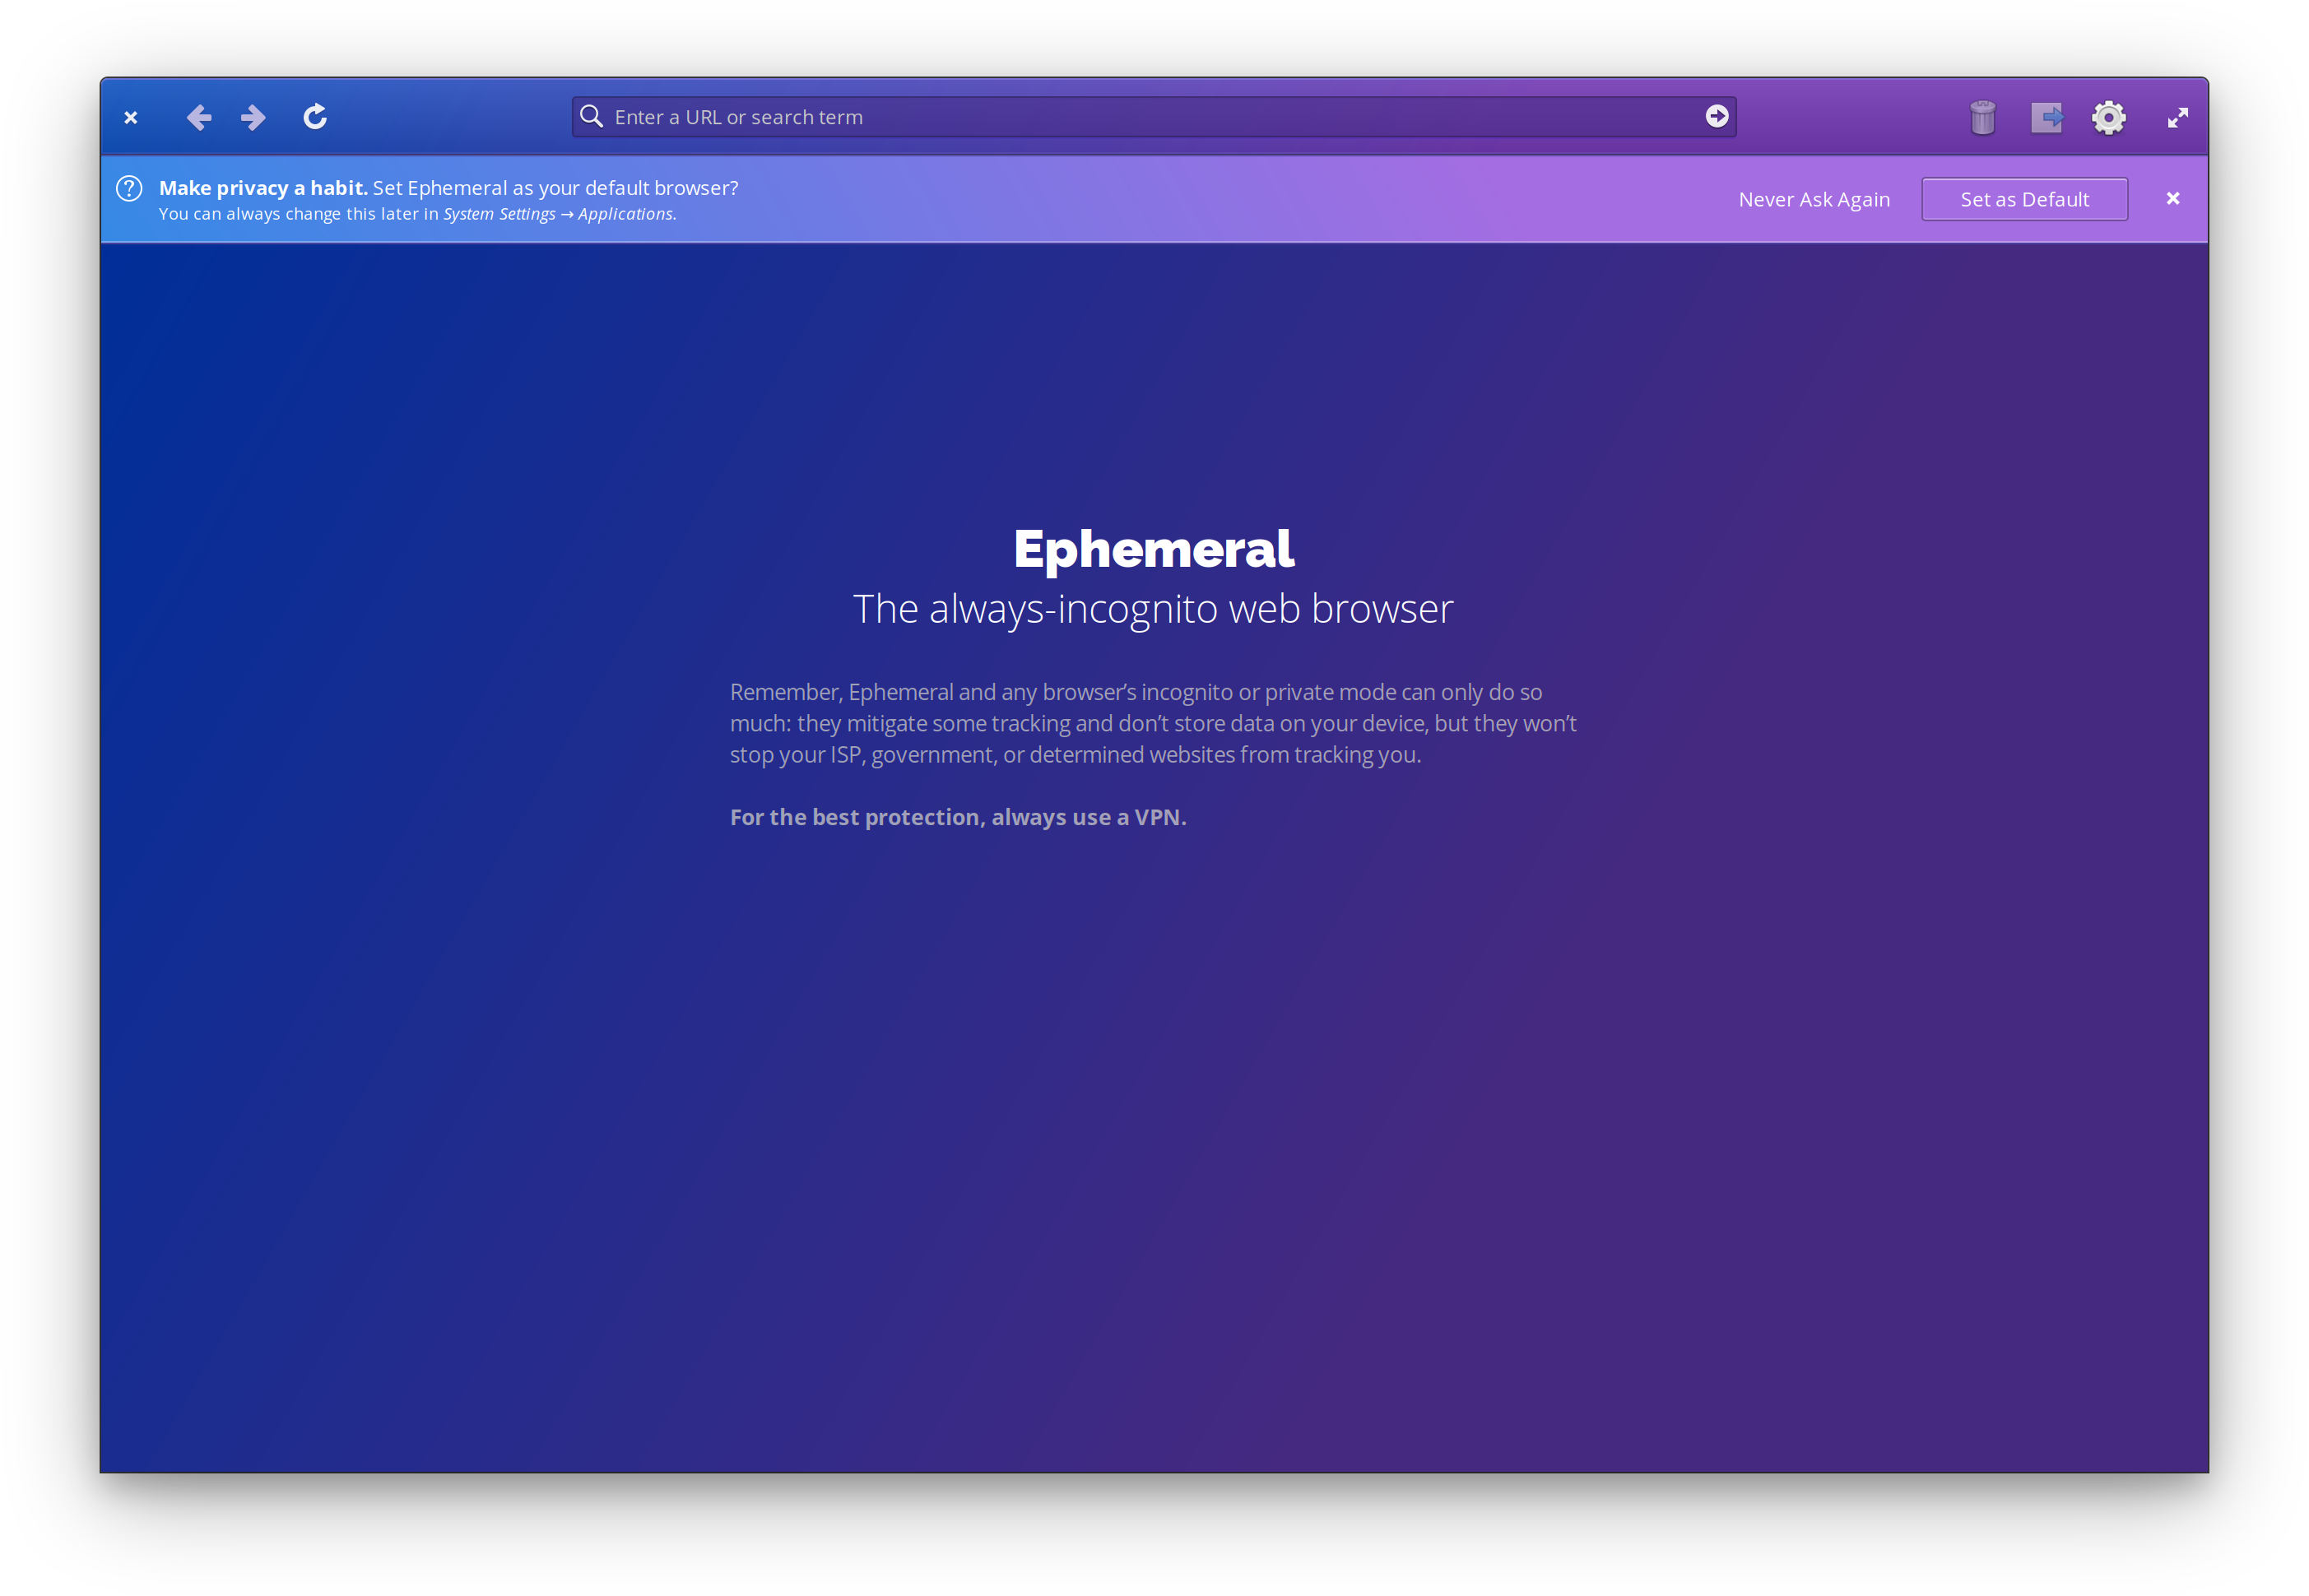 Enter a URL or search term
Make privacy a habit. Set Ephemeral as your default browser?
You can always change this later in System Settings → Applications.
Never Ask Again
Set as Default
Ephemeral
The always-incognito web browser
Remember, Ephemeral and any browser’s incognito or private mode can only do so
much: they mitigate some tracking and don’t store data on your device, but they won’t
stop your ISP, government, or determined websites from tracking you.
For the best protection, always use a VPN.